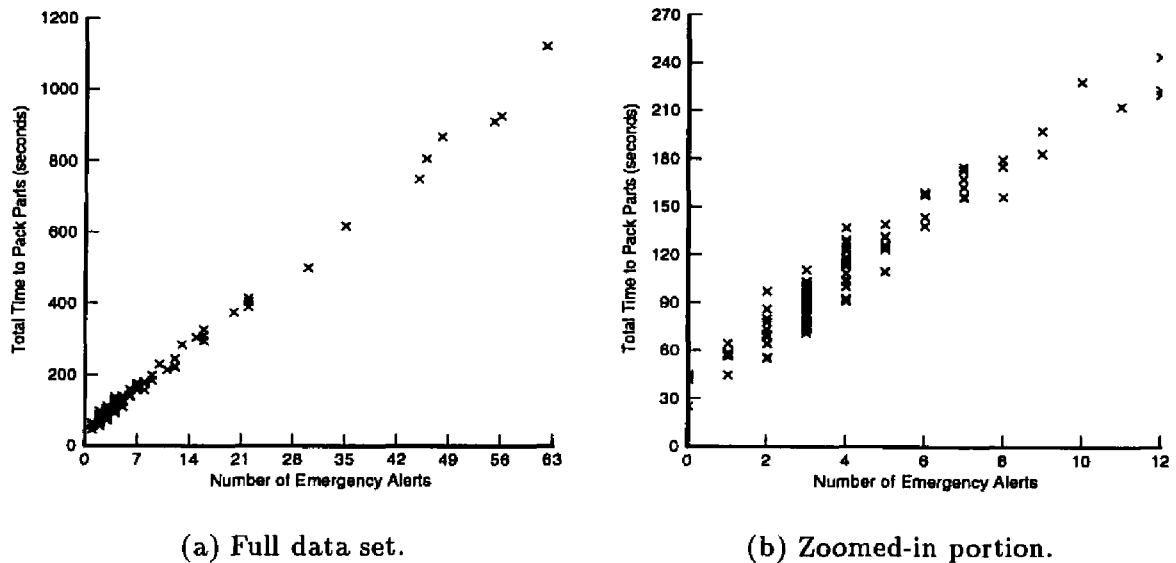 1200
1000
800
600
400
200
0
Total Time to Pack Parts (seconds)
0 7 14 21 28 35 42 49 56 63
Number of Emergency Alerts
(a) Full data set.
270
240
210
180
150
120
90
60
30
0
Total Time to Pack Parts (seconds)
0 2 4 6 8 10 12
Number of Emergency Alerts
(b) Zoomed-in portion.